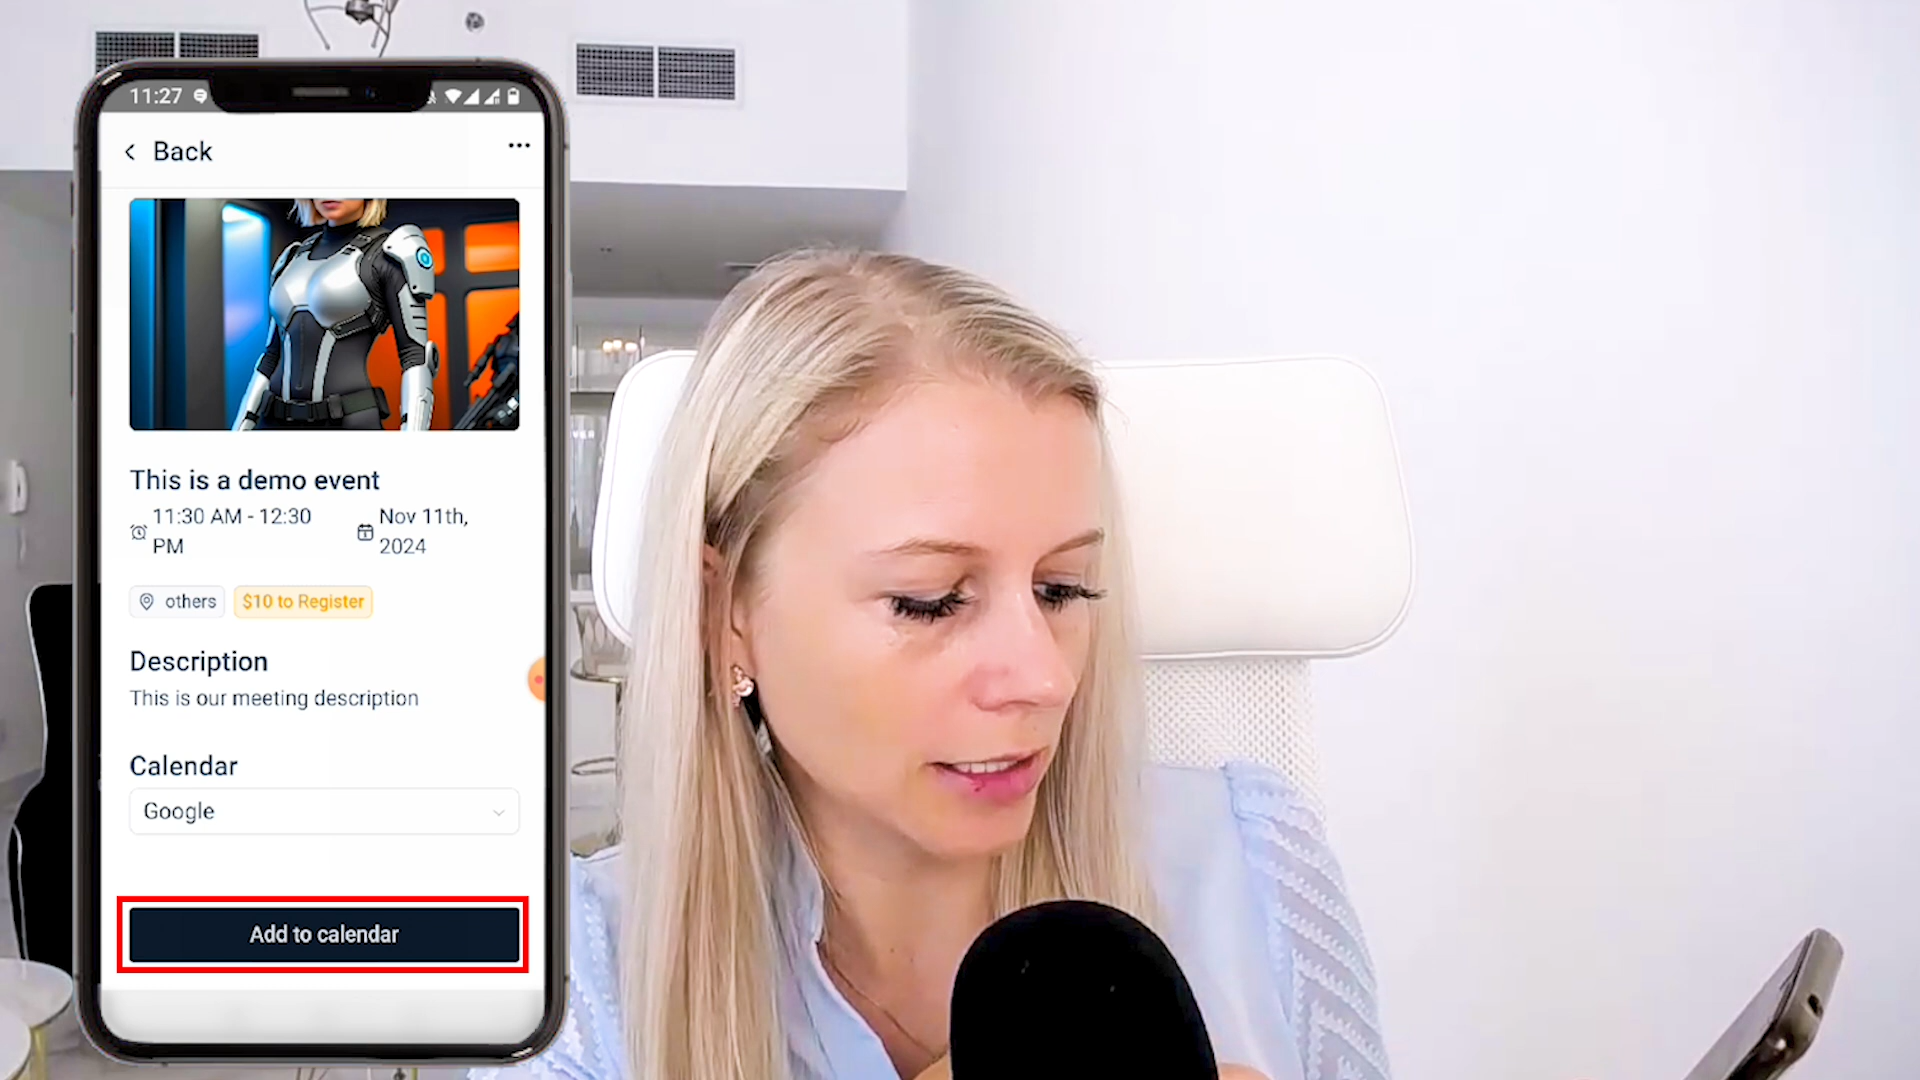 11:27
Back
This is a demo event
11:30 AM - 12:30
PM
Nov 11th,
2024
others
$10 to Register
Description
This is our meeting description
Calendar
Google
Add to calendar